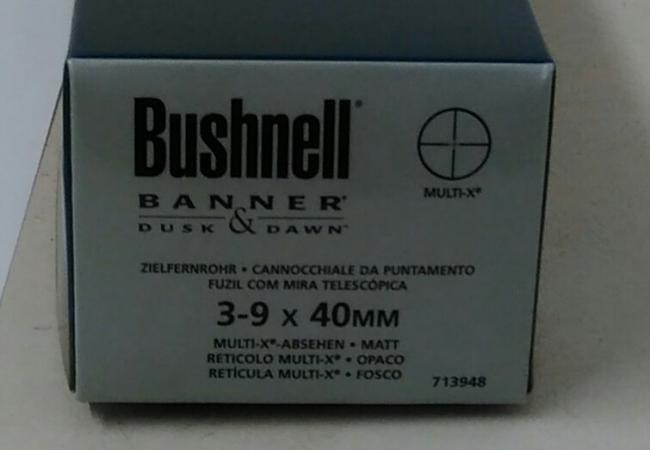 Bushnell®
MULTI-X®
BANNER®
&
DUSK DAWN™
ZIELFERNROHR • CANNOCCHIALE DA PUNTAMENTO
FUZIL COM MIRA TELESCÓPICA
3-9 X 40MM
MULTI-X®-ABSEHEN • MATT
RETICOLO MULTI-X® • OPACO
RETÍCULA MULTI-X® • FOSCO
713948